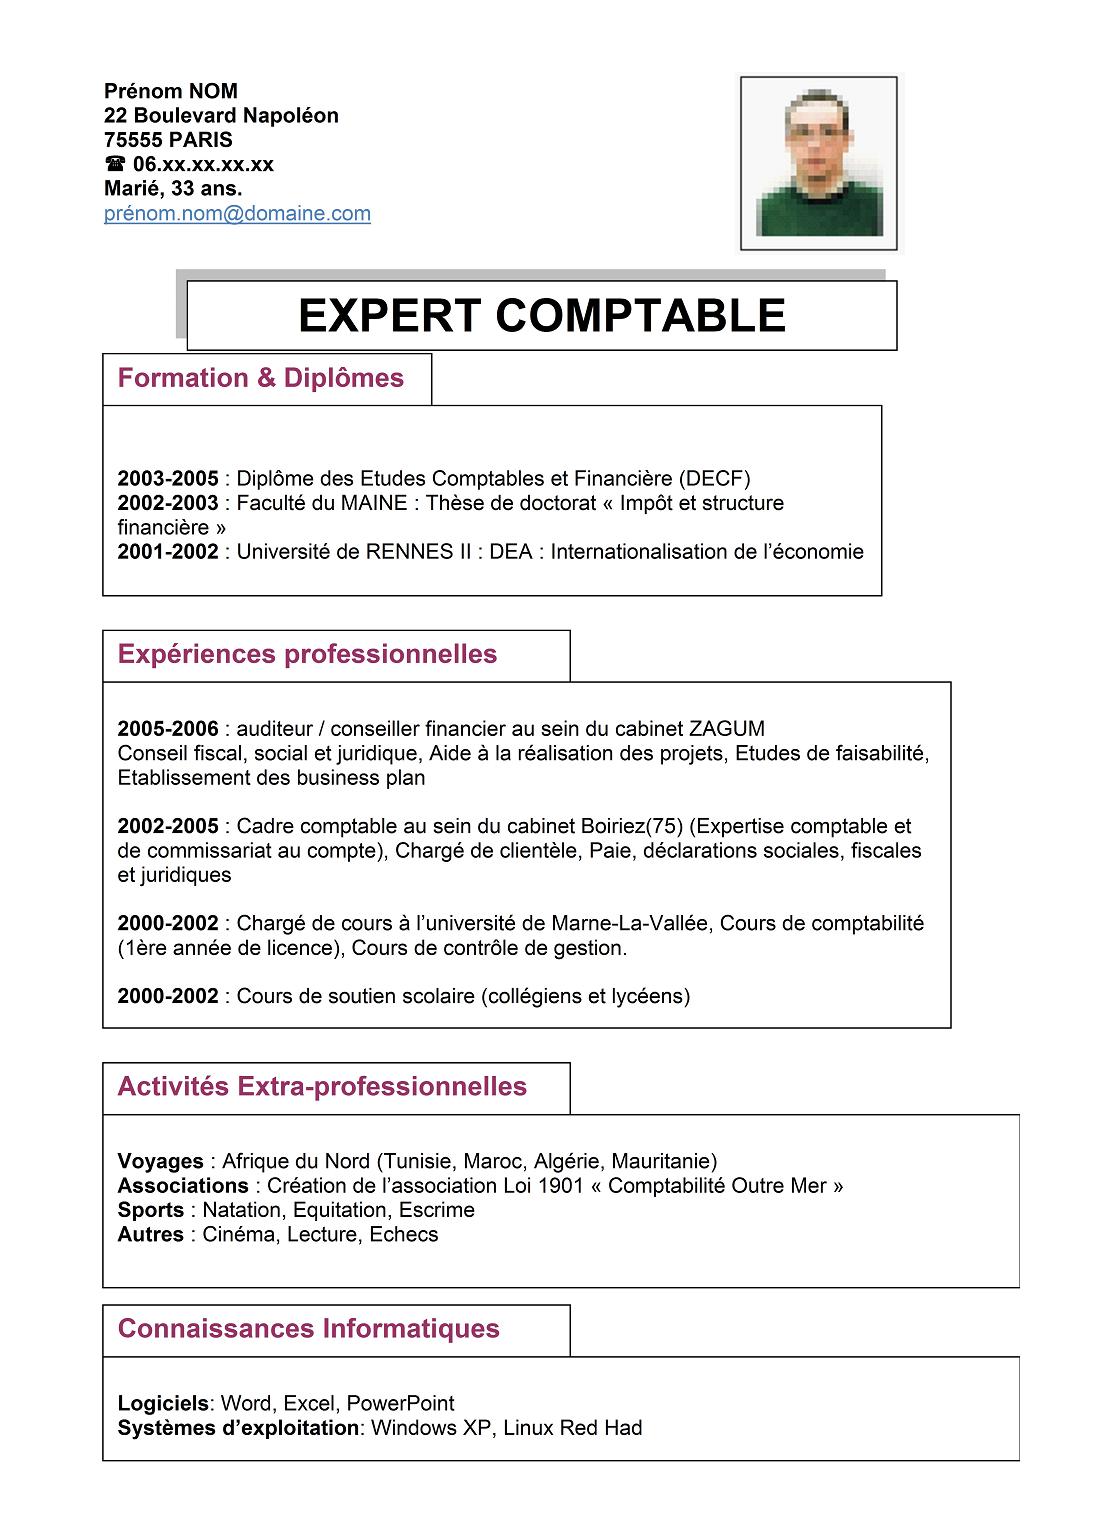 Prénom NOM
22 Boulevard Napoléon
75555 PARIS
☎ 06.xx.xx.xx.xx
Marié, 33 ans.
prénom.nom@domaine.com
EXPERT COMPTABLE
Formation & Diplômes
2003-2005 : Diplôme des Etudes Comptables et Financière (DECF)
2002-2003 : Faculté du MAINE : Thèse de doctorat « Impôt et structure
financière »
2001-2002 : Université de RENNES II : DEA : Internationalisation de l’économie
Expériences professionnelles
2005-2006 : auditeur / conseiller financier au sein du cabinet ZAGUM
Conseil fiscal, social et juridique, Aide à la réalisation des projets, Etudes de faisabilité,
Etablissement des business plan
2002-2005 : Cadre comptable au sein du cabinet Boiriez(75) (Expertise comptable et
de commissariat au compte), Chargé de clientèle, Paie, déclarations sociales, fiscales
et juridiques
2000-2002 : Chargé de cours à l’université de Marne-La-Vallée, Cours de comptabilité
(1ère année de licence), Cours de contrôle de gestion.
2000-2002 : Cours de soutien scolaire (collégiens et lycéens)
Activités Extra-professionnelles
Voyages : Afrique du Nord (Tunisie, Maroc, Algérie, Mauritanie)
Associations : Création de l’association Loi 1901 « Comptabilité Outre Mer »
Sports : Natation, Equitation, Escrime
Autres : Cinéma, Lecture, Echecs
Connaissances Informatiques
Logiciels: Word, Excel, PowerPoint
Systèmes d’exploitation: Windows XP, Linux Red Had